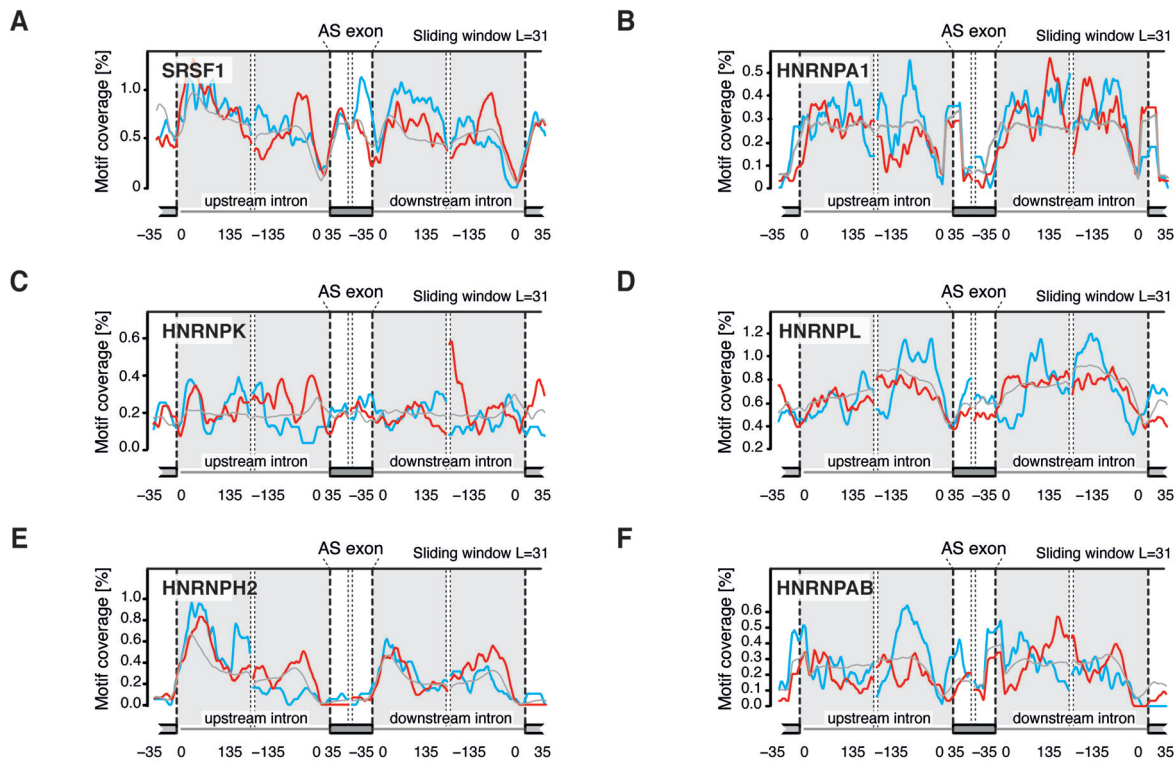 A
AS exon
Sliding window L=31
SRSF1
Motif coverage [%]
1.0
0.5
0
upstream intron
downstream intron
−35 0 135 −135 0 35 −35 0 135 −135 0 35
B
AS exon
Sliding window L=31
HNRNPA1
Motif coverage [%]
0.5
0.4
0.3
0.2
0.1
0
upstream intron
downstream intron
−35 0 135 −135 0 35 −35 0 135 −135 0 35
C
AS exon
Sliding window L=31
HNRNPK
Motif coverage [%]
0.6
0.4
0.2
0.0
upstream intron
downstream intron
−35 0 135 −135 0 35 −35 0 135 −135 0 35
D
AS exon
Sliding window L=31
HNRNPL
Motif coverage [%]
1.2
1.0
0.8
0.6
0.4
0.2
upstream intron
downstream intron
−35 0 135 −135 0 35 −35 0 135 −135 0 35
E
AS exon
Sliding window L=31
HNRNPH2
Motif coverage [%]
1.0
0.8
0.6
0.4
0.2
0.0
upstream intron
downstream intron
−35 0 135 −135 0 35 −35 0 135 −135 0 35
F
AS exon
Sliding window L=31
HNRNPAB
Motif coverage [%]
0.6
0.5
0.4
0.3
0.2
0.1
0.0
upstream intron
downstream intron
−35 0 135 −135 0 35 −35 0 135 −135 0 35